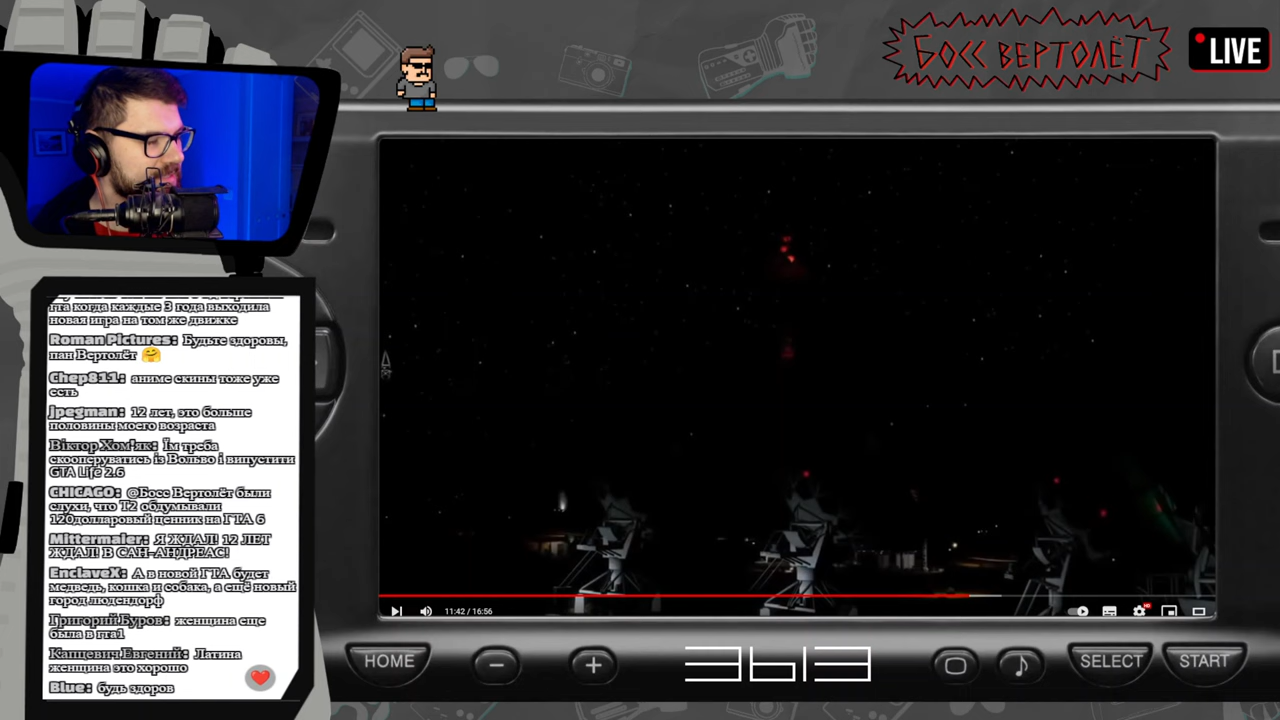 БОСС ВЕРТОЛЁТ
LIVE
гта когда каждые 3 года выходила
новая игра на том же движке
Roman Pictures: Будьте здоровы,
пан Вертолёт 🤗
Chep811: аниме скины тоже уже
есть
jpegman: 12 лет, это больше
половины моего возраста
Віктор Хом'як: Їм треба
скооперуватись із Вольво і випустити
GTA Life 2.6
CHICAGO: @Босс Вертолёт были
слухи, что Т2 обдумывали
120долларовый ценник на ГТА 6
Mittermaier: Я ЖДАЛ! 12 ЛЕТ
ЖДАЛ! В САН-АНДРЕАС!
EnclaveX: А в новой ГТА будет
медведь, кошка и собака, а ещё новый
город людендорф
Григорий Буров: женщина еще
была в гта1
Канцевич Евгений: Латина
женщина это хорошо
Blue: будь здоров
11:42 / 16:56
HD
HOME
3613
SELECT
START